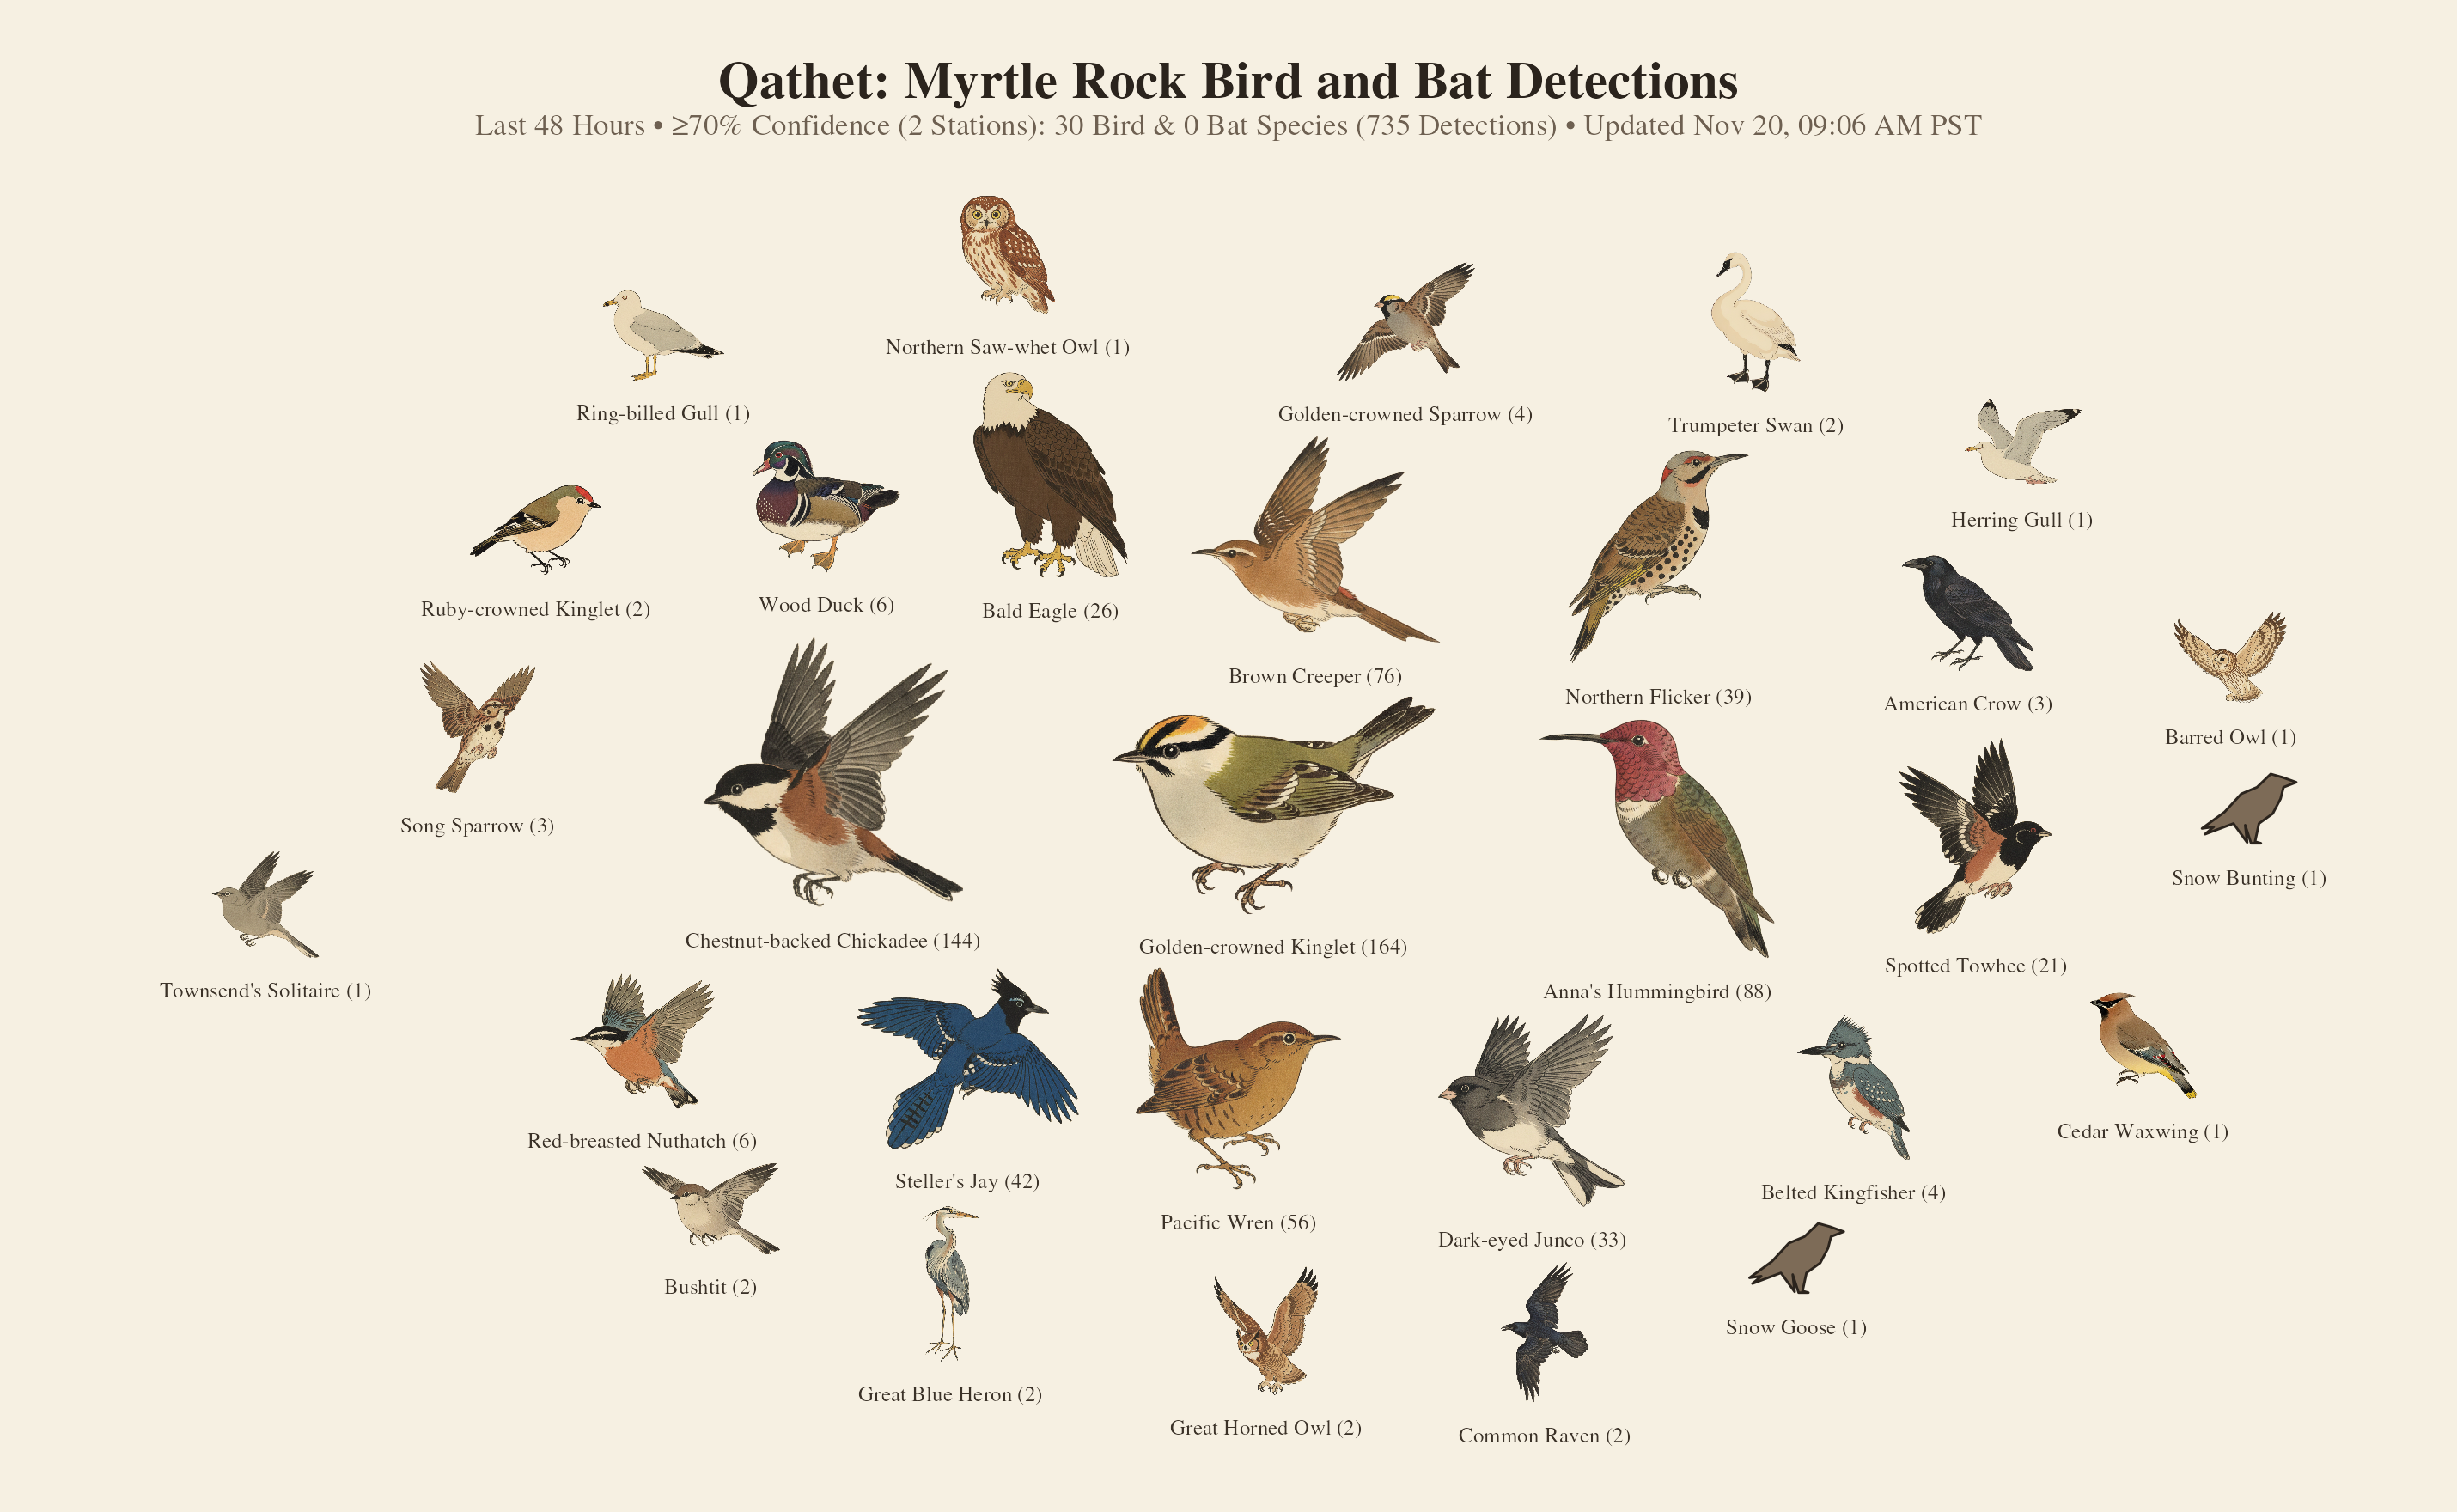 Qathet: Myrtle Rock Bird and Bat Detections
Last 48 Hours • ≥70% Confidence (2 Stations): 30 Bird & 0 Bat Species (735 Detections) • Updated Nov 20, 09:06 AM PST
Northern Saw-whet Owl (1)
Ring-billed Gull (1)
Golden-crowned Sparrow (4)
Trumpeter Swan (2)
Herring Gull (1)
Ruby-crowned Kinglet (2)
Wood Duck (6)
Bald Eagle (26)
Brown Creeper (76)
Northern Flicker (39)
American Crow (3)
Barred Owl (1)
Song Sparrow (3)
Snow Bunting (1)
Chestnut-backed Chickadee (144)
Golden-crowned Kinglet (164)
Spotted Towhee (21)
Townsend's Solitaire (1)
Anna's Hummingbird (88)
Red-breasted Nuthatch (6)
Cedar Waxwing (1)
Steller's Jay (42)
Belted Kingfisher (4)
Pacific Wren (56)
Dark-eyed Junco (33)
Bushtit (2)
Snow Goose (1)
Great Blue Heron (2)
Great Horned Owl (2)
Common Raven (2)